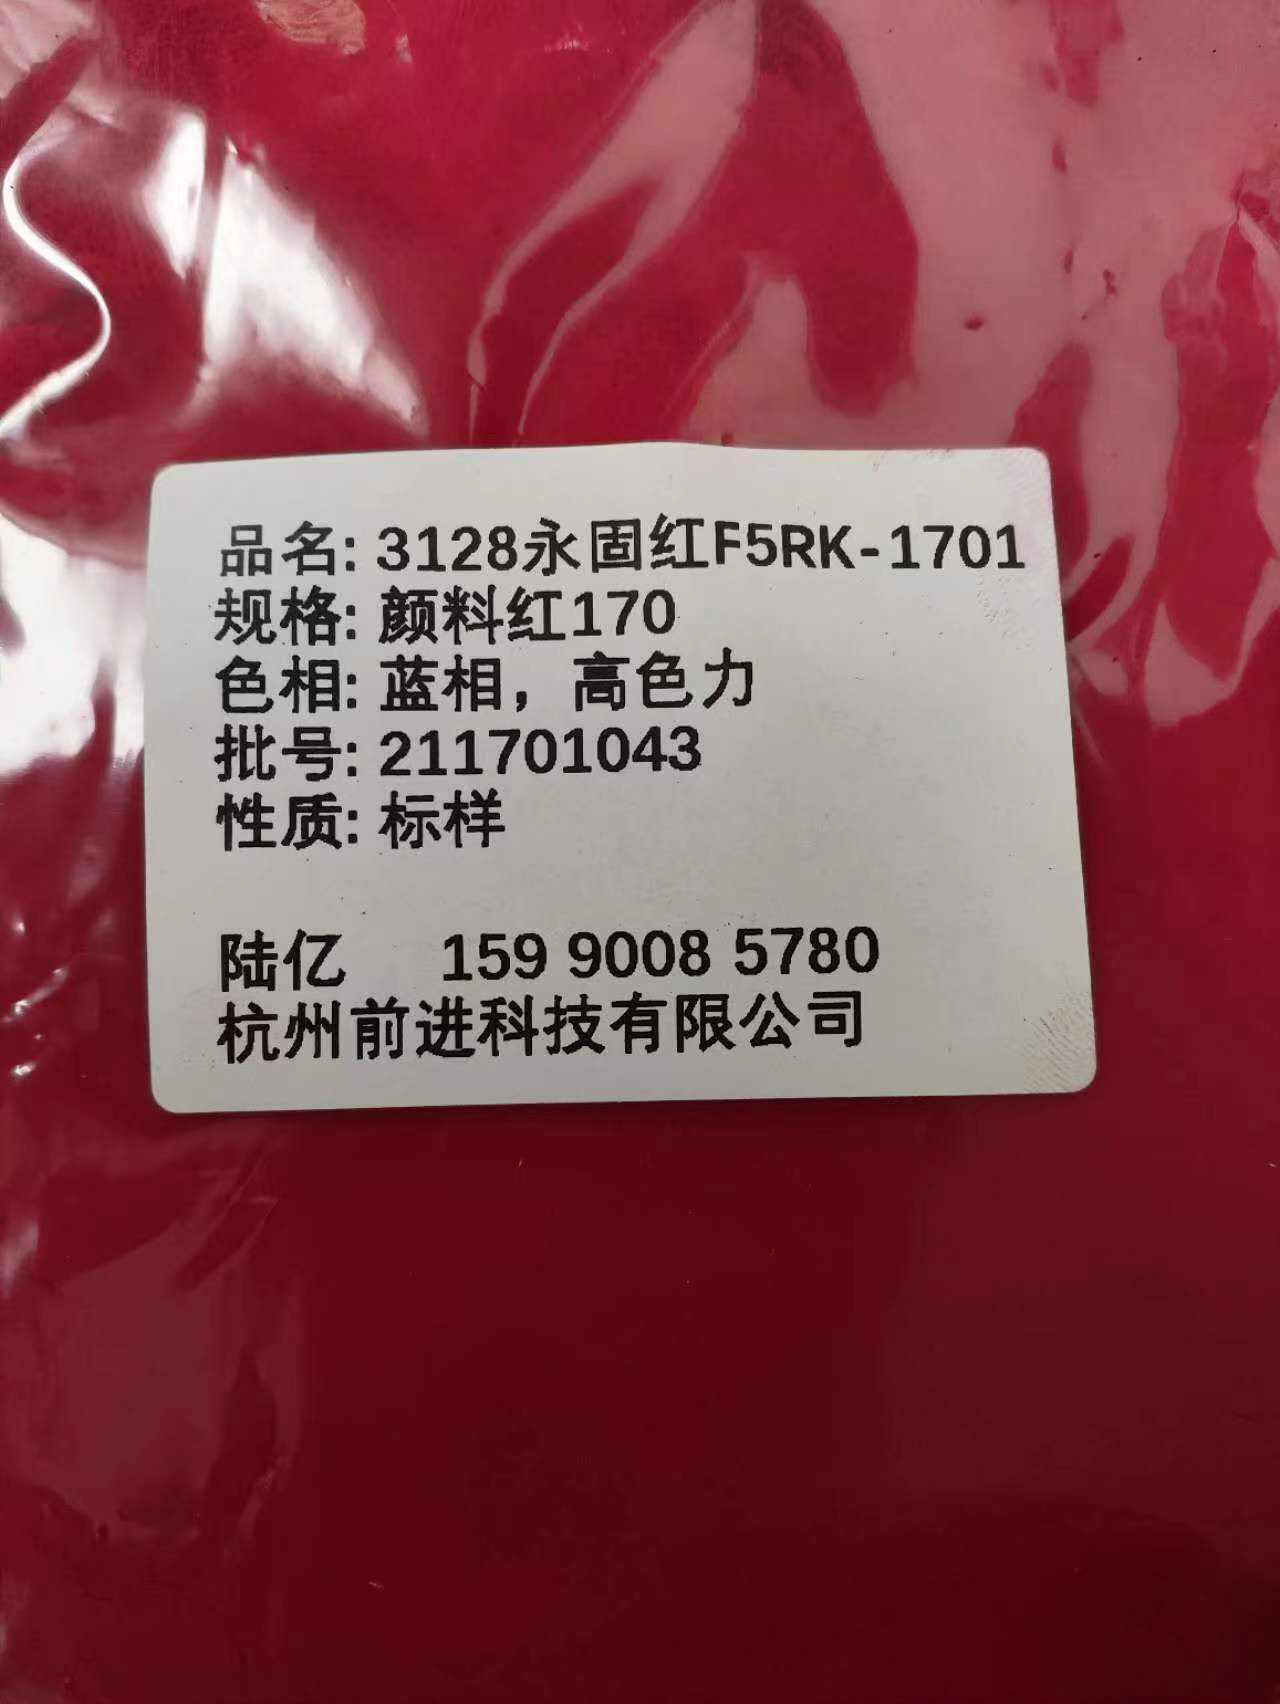 品名: 3128永固红F5RK-1701
规格: 颜料红170
色相: 蓝相，高色力
批号: 211701043
性质: 标样
陆亿 159 9008 5780
杭州前进科技有限公司